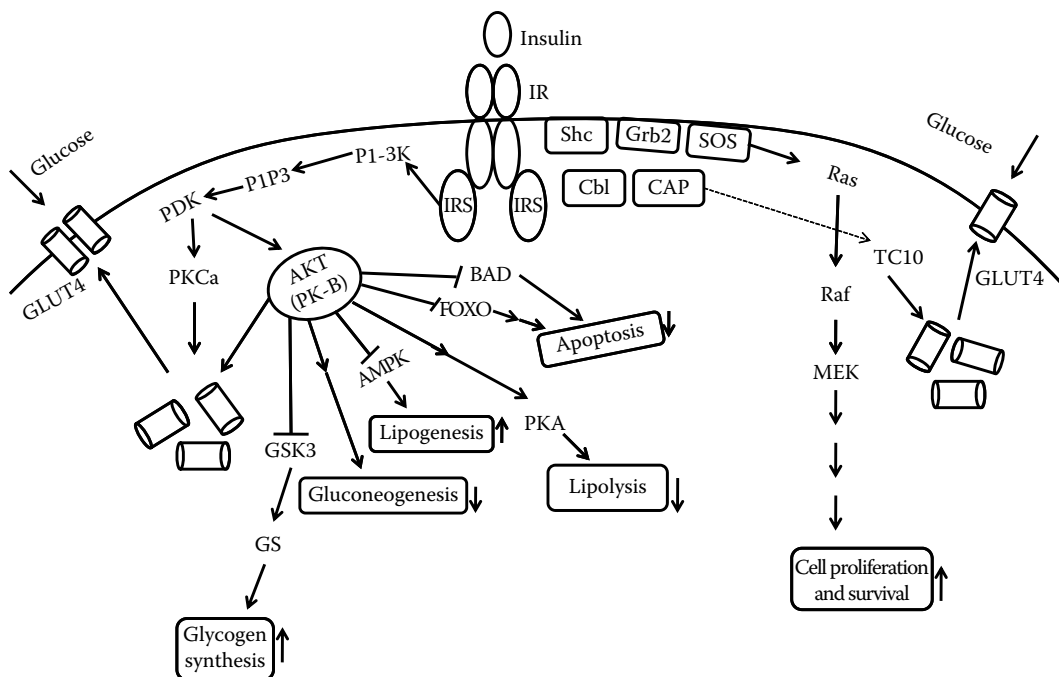 Insulin
IR
Shc
Grb2
SOS
Glucose
Glucose
P1-3K
P1P3
PDK
IRS
IRS
Cbl
CAP
Ras
TC10
GLUT4
GLUT4
PKCa
AKT
(PK-B)
BAD
FOXO
Raf
Apoptosis
AMPK
MEK
Lipogenesis
PKA
GSK3
Gluconeogenesis
Lipolysis
GS
Cell proliferation
and survival
Glycogen
synthesis